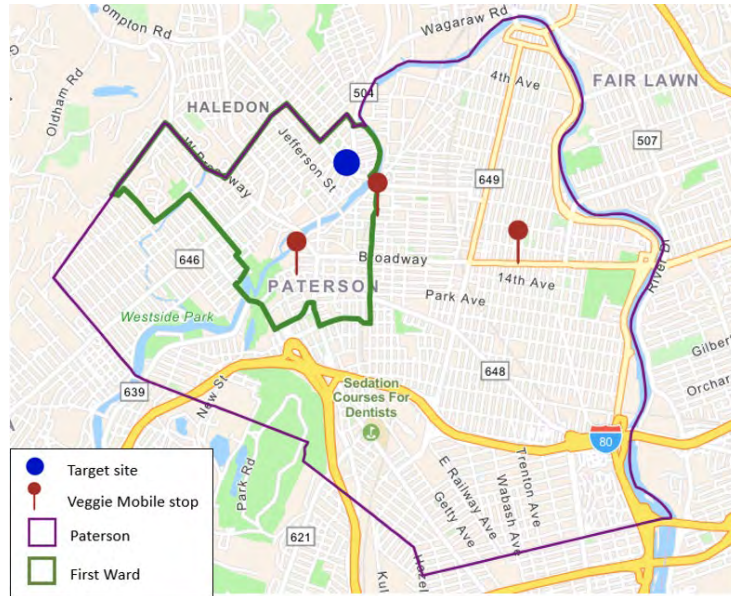 ompton Rd
Wagaraw Rd
Oldham Rd
4th Ave
FAIR LAWN
504
HALEDON
507
Jefferson St
W Broadway
649
646
Broadway
14th Ave
River Dr
PATERSON
Park Ave
Westside Park
Gilbert
648
Orchar
Sedation
Courses For
Dentists
639
New St
80
Trenton Ave
Wabash Ave
E Railway Ave
Getty Ave
Park Rd
621
Hazel
Kul
Target site
Veggie Mobile stop
Paterson
First Ward